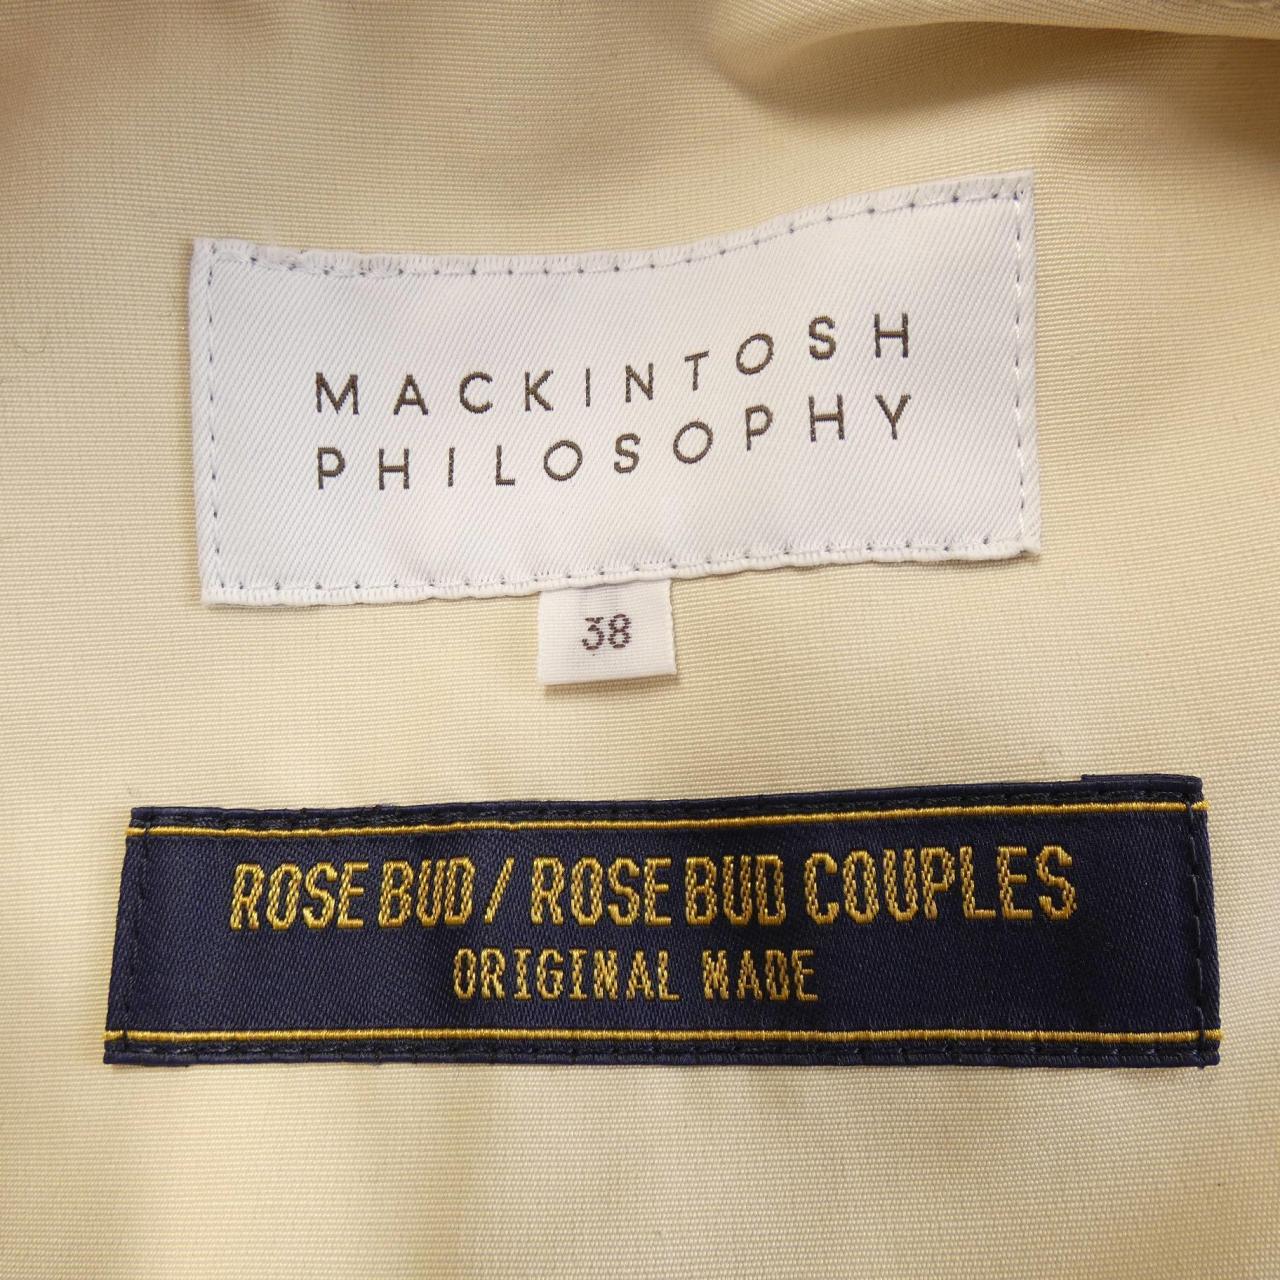 MACKINTOSH
PHILOSOPHY
38
ROSE BUD / ROSE BUD COUPLES
ORIGINAL MADE